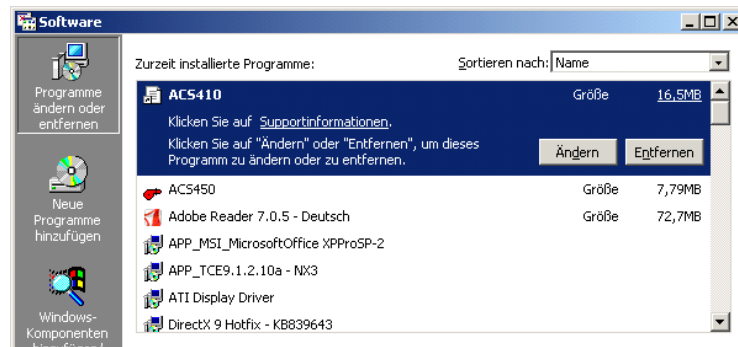 Software
Programme
ändern oder
entfernen
Neue
Programme
hinzufügen
Windows-
Komponenten
Zurzeit installierte Programme:
Sortieren nach: Name
ACS410 Größe 16,5MB
Klicken Sie auf Supportinformationen.
Klicken Sie auf "Ändern" oder "Entfernen", um dieses
Programm zu ändern oder zu entfernen.
Ändern Entfernen
ACS450 Größe 7,79MB
Adobe Reader 7.0.5 - Deutsch Größe 72,7MB
APP_MSI_MicrosoftOffice XPProSP-2
APP_TCE9.1.2.10a - NX3
ATI Display Driver
DirectX 9 Hotfix - KB839643